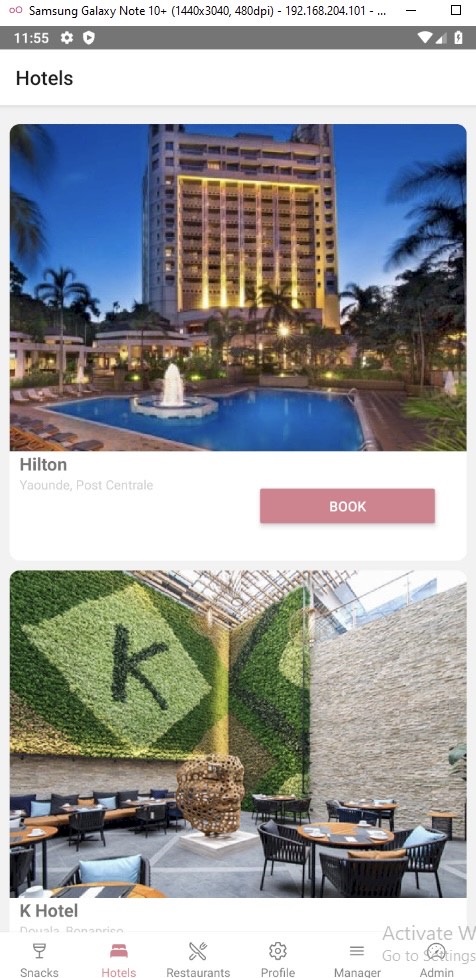 Samsung Galaxy Note 10+ (1440x3040, 480dpi) - 192.168.204.101 - ...
11:55
Hotels
Hilton
Yaounde, Post Centrale
BOOK
K
K Hotel
Douala, Bonapriso
Activate W
Go to Settings
Snacks
Hotels
Restaurants
Profile
Manager
Admin